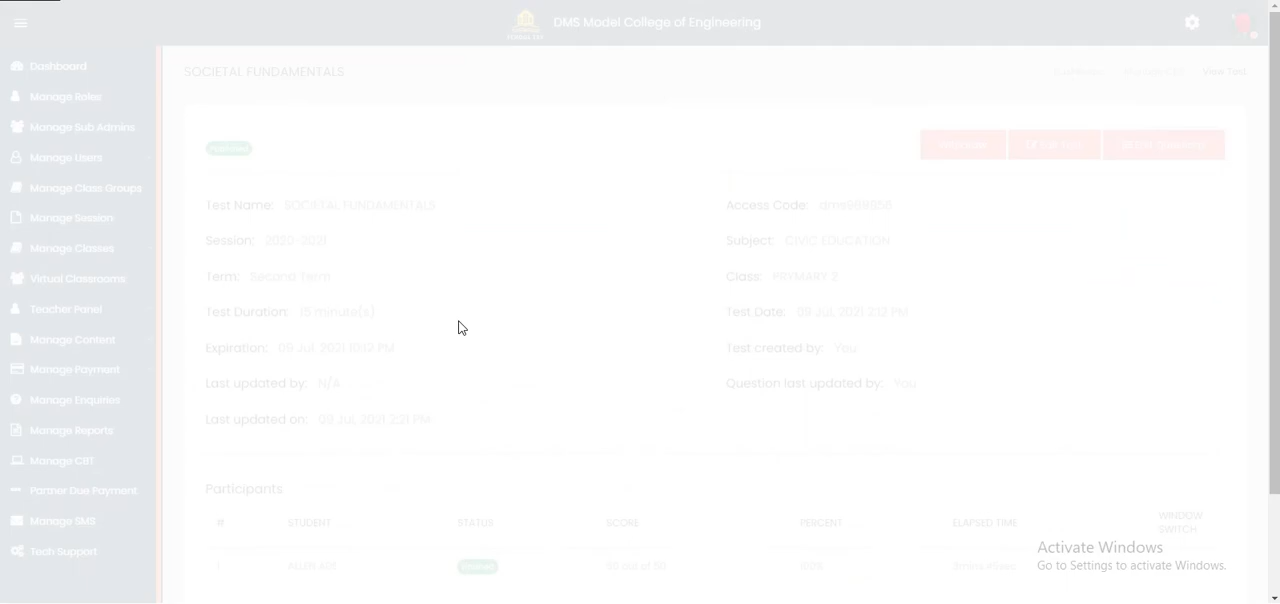 DMS Model College of Engineering
Dashboard
Manage Roles
Manage Sub Admins
Manage Users
Manage Class Groups
Manage Session
Manage Classes
Virtual Classrooms
Teacher Panel
Manage Content
Manage Payment
Manage Enquiries
Manage Reports
Manage CBT
Partner Due Payment
Manage SMS
Tech Support
SOCIETAL FUNDAMENTALS
View Test
Test Name: SOCIETAL FUNDAMENTALS
Access Code: dms968856
Session: 2020-2021
Subject: CIVIC EDUCATION
Term: Second Term
Class: PRYMARY 2
Test Duration: 15 minute(s)
Test Date: 09 Jul, 2021 2:12 PM
Expiration: 09 Jul, 2021 10:12 PM
Test created by: You
Last updated by: N/A
Question last updated by: You
Last updated on: 09 Jul, 2021 2:21 PM
Participants
# STUDENT STATUS SCORE PERCENT ELAPSED TIME WINDOW SWITCH
1 out of 50
Activate Windows
Go to Settings to activate Windows.